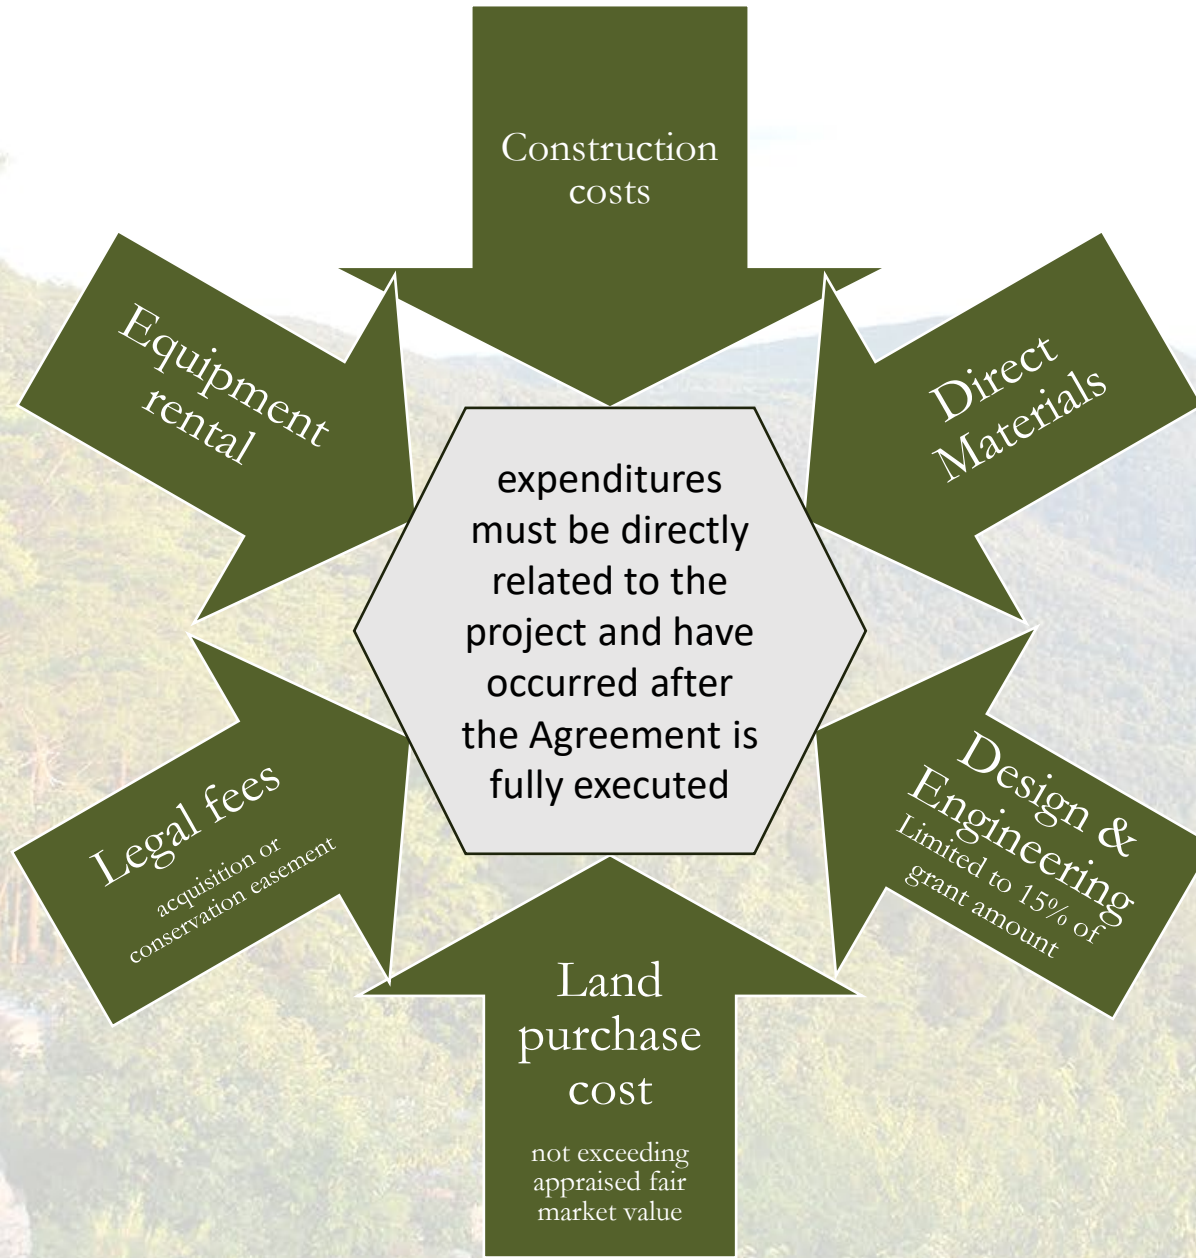 Construction
costs
Equipment
rental
Direct
Materials
expenditures
must be directly
related to the
project and have
occurred after
the Agreement is
fully executed
Legal fees
acquisition or
conservation easement
Design &
Engineering
Limited to 15% of
grant amount
Land
purchase
cost
not exceeding
appraised fair
market value